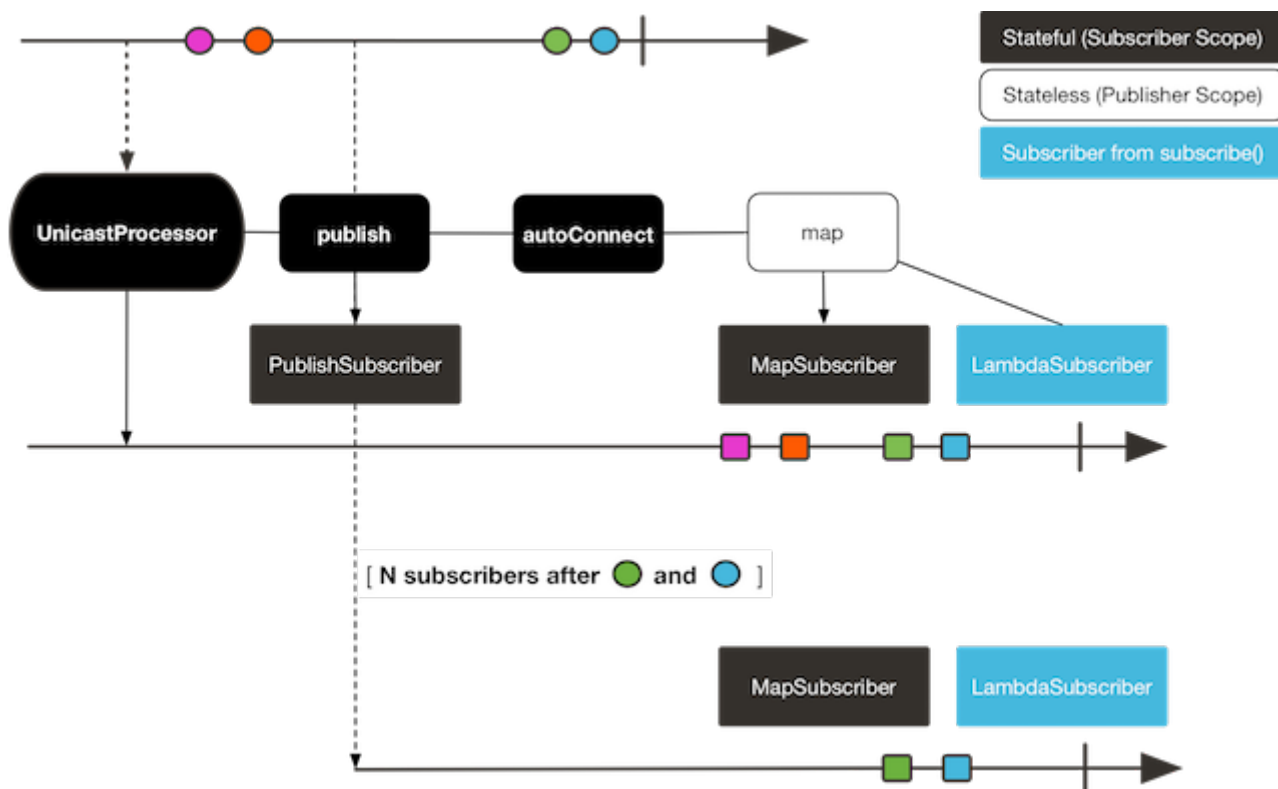 Stateful (Subscriber Scope)
Stateless (Publisher Scope)
Subscriber from subscribe()
UnicastProcessor
publish
autoConnect
map
PublishSubscriber
MapSubscriber
LambdaSubscriber
[ N subscribers after and ]
MapSubscriber
LambdaSubscriber